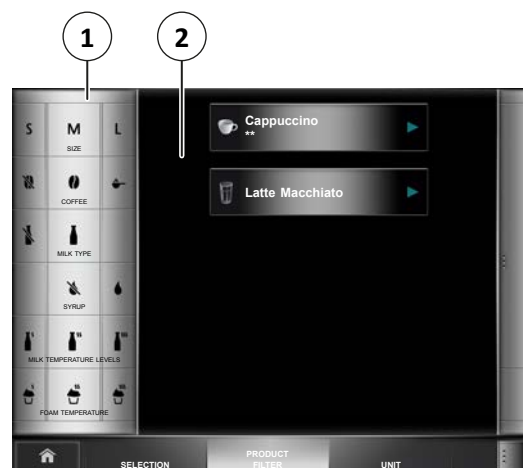 1
2
S M L
SIZE
COFFEE
MILK TYPE
SYRUP
MILK TEMPERATURE LEVELS
FOAM TEMPERATURE
Cappuccino
**
Latte Macchiato
SELECTION
PRODUCT
FILTER
UNIT